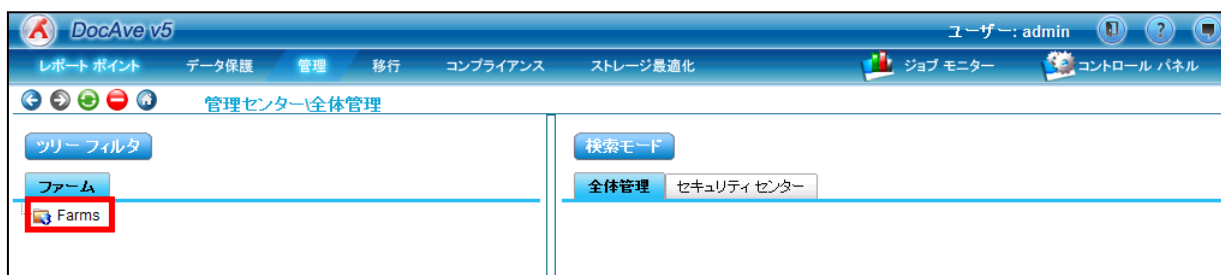 DocAve v5 ユーザー: admin
レポート ポイント データ保護 管理 移行 コンプライアンス ストレージ最適化 ジョブ モニター コントロール パネル
管理センター\全体管理
ツリー フィルタ 検索モード
ファーム 全体管理 セキュリティ センター
Farms